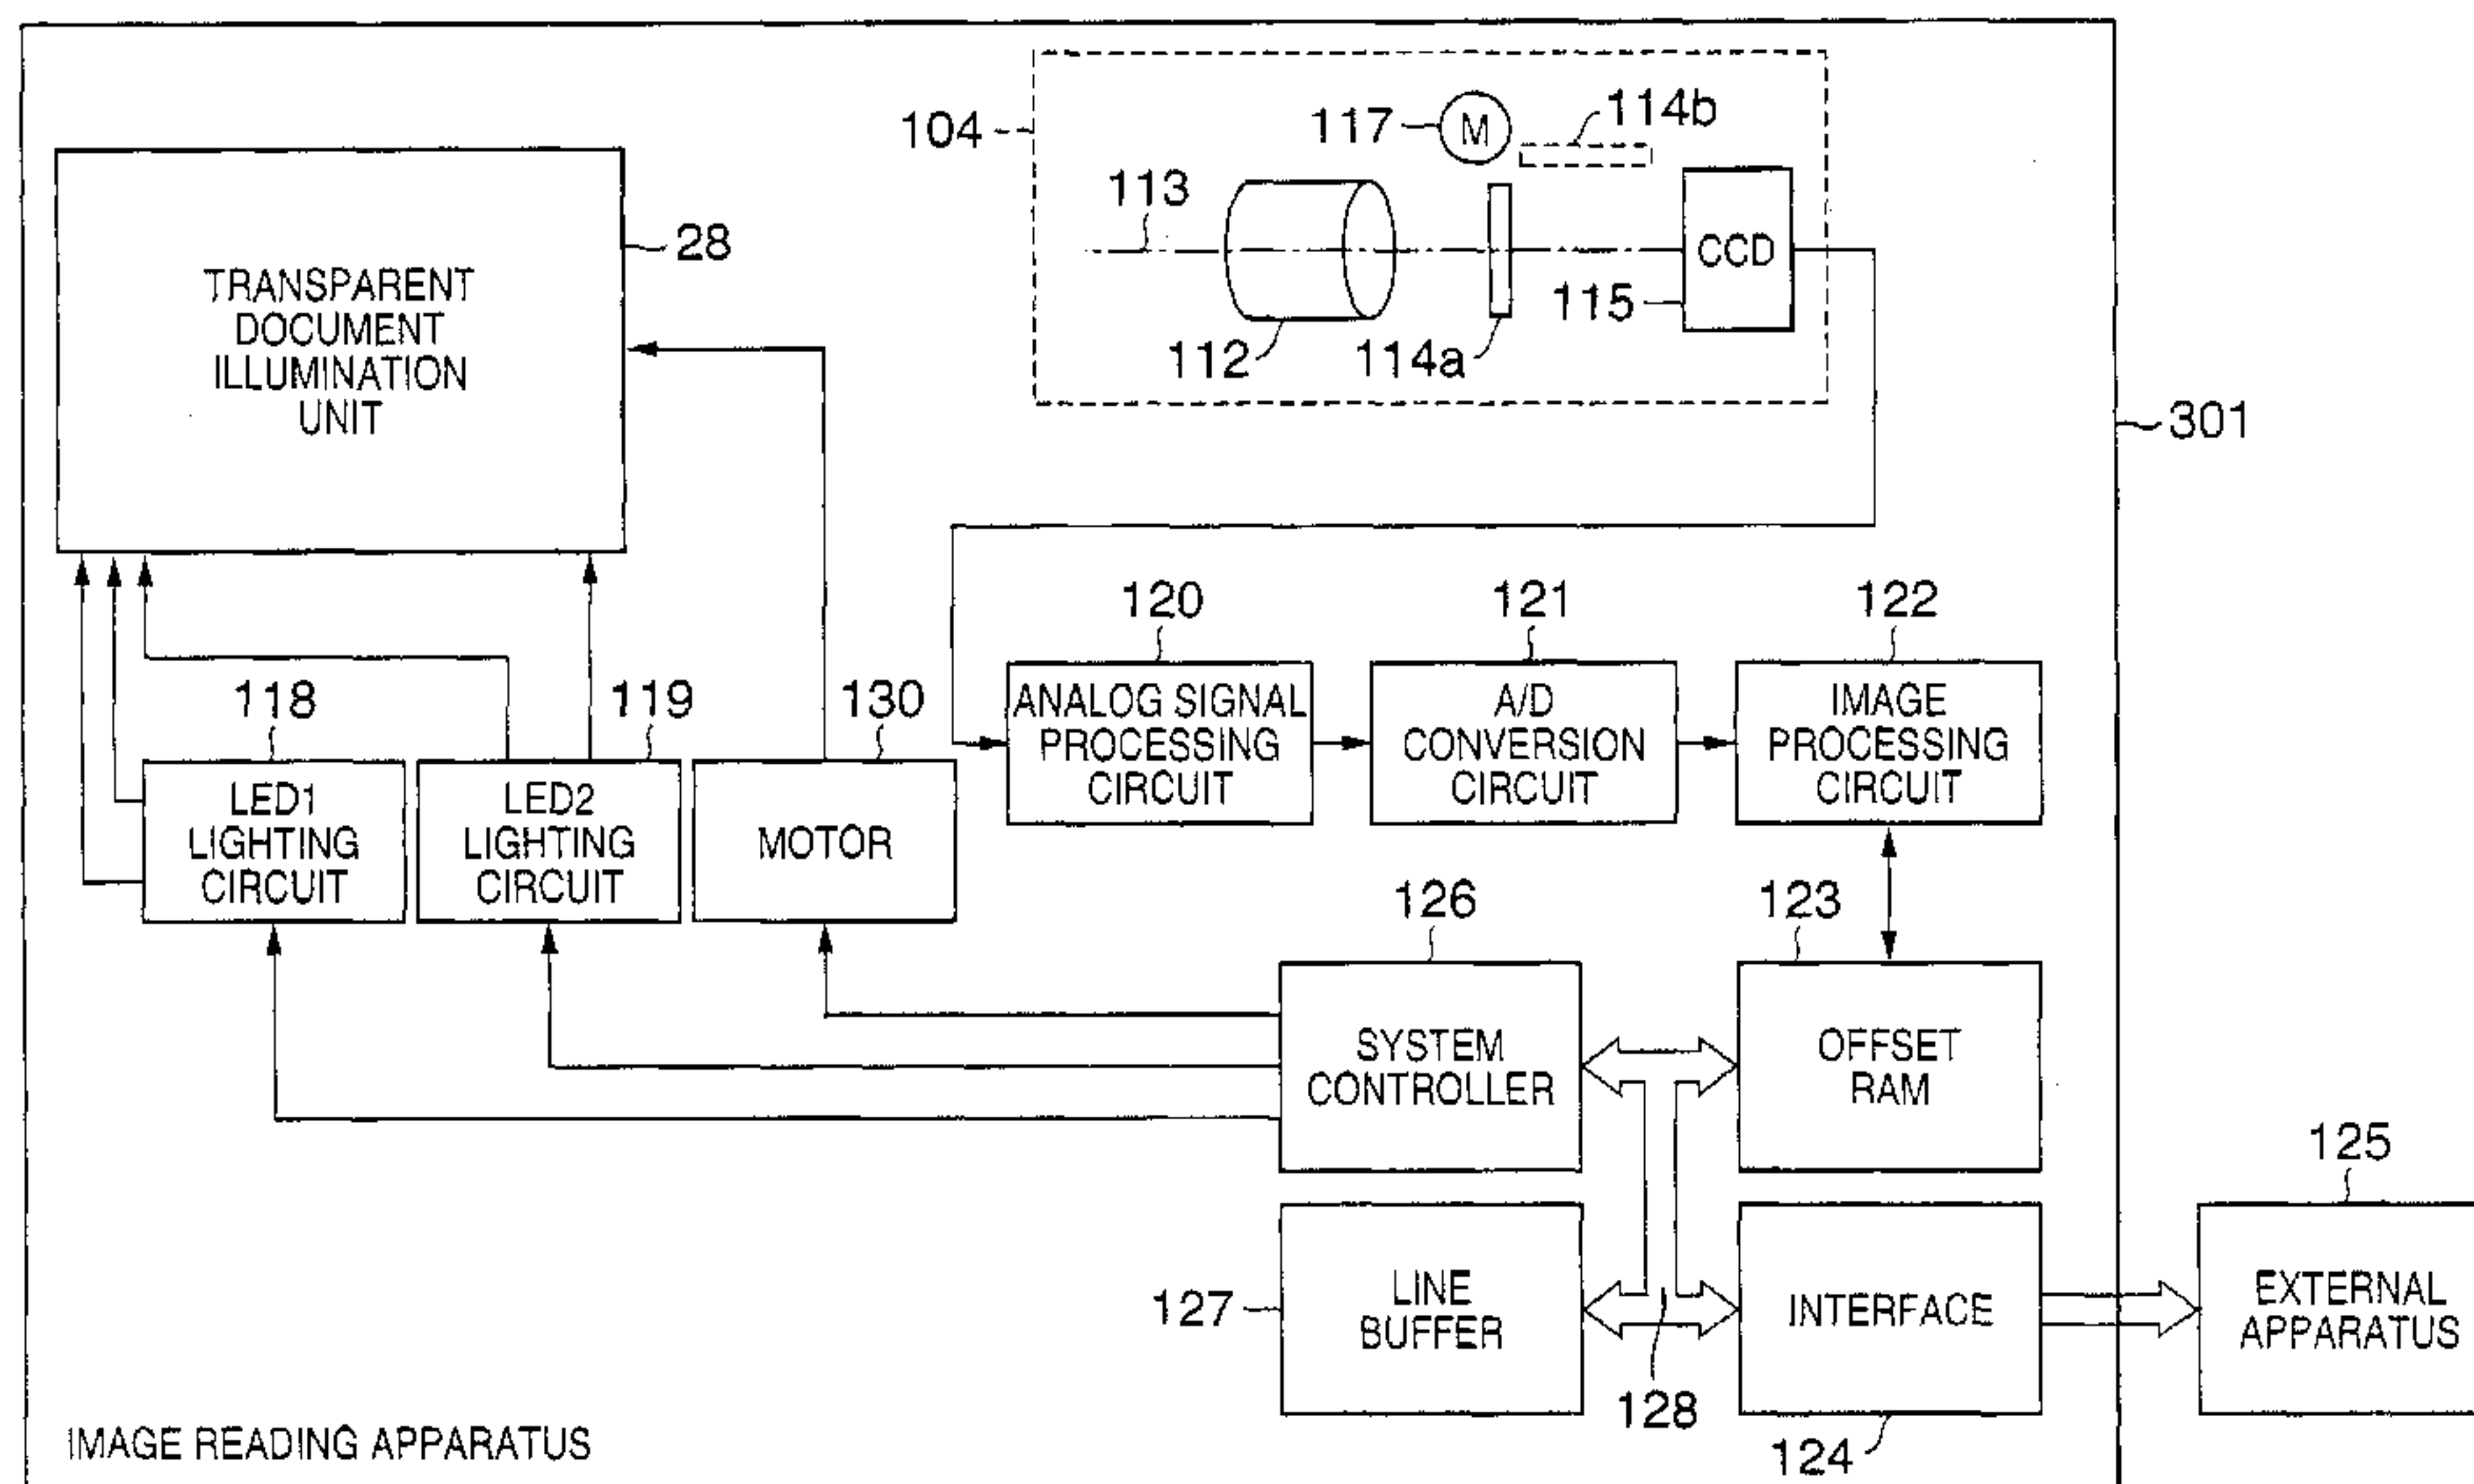 104
117
M
114b
113
CCD
115
112
114a
28
TRANSPARENT
DOCUMENT
ILLUMINATION
UNIT
301
120
121
122
ANALOG SIGNAL
PROCESSING
CIRCUIT
A/D
CONVERSION
CIRCUIT
IMAGE
PROCESSING
CIRCUIT
118
119
130
LED1
LIGHTING
CIRCUIT
LED2
LIGHTING
CIRCUIT
MOTOR
126
123
SYSTEM
CONTROLLER
OFFSET
RAM
125
127
LINE
BUFFER
INTERFACE
EXTERNAL
APPARATUS
128
124
IMAGE READING APPARATUS